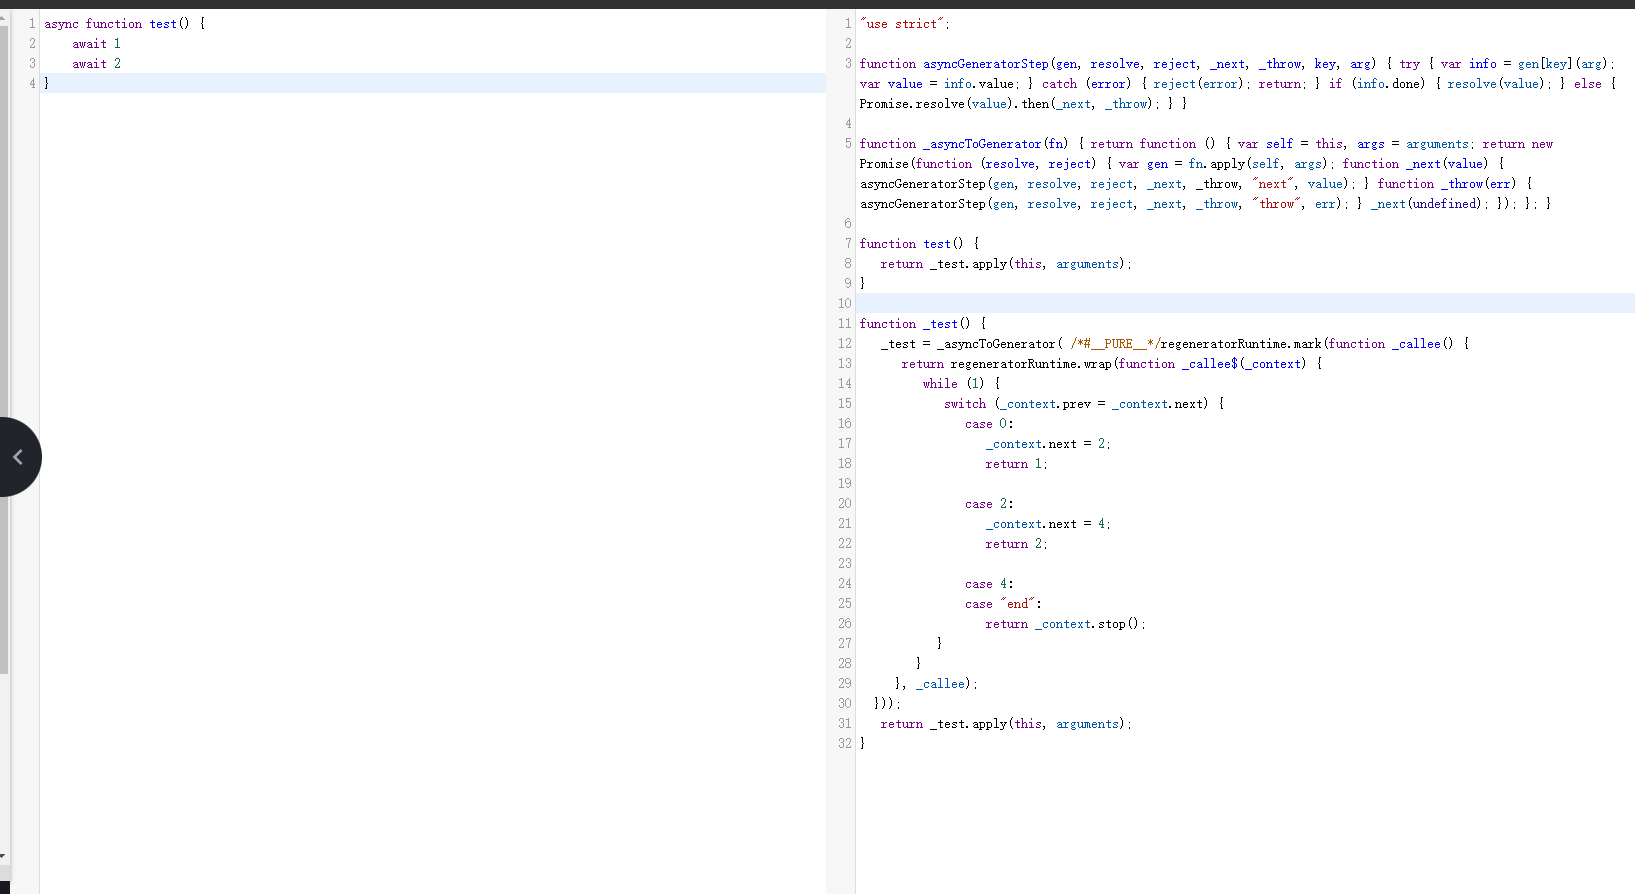 1 async function test() {
2 await 1
3 await 2
4 }
1 "use strict";
2
3 function asyncGeneratorStep(gen, resolve, reject, _next, _throw, key, arg) { try { var info = gen[key](arg);
var value = info.value; } catch (error) { reject(error); return; } if (info.done) { resolve(value); } else {
Promise.resolve(value).then(_next, _throw); } }
4
5 function _asyncToGenerator(fn) { return function () { var self = this, args = arguments; return new
Promise(function (resolve, reject) { var gen = fn.apply(self, args); function _next(value) {
asyncGeneratorStep(gen, resolve, reject, _next, _throw, "next", value); } function _throw(err) {
asyncGeneratorStep(gen, resolve, reject, _next, _throw, "throw", err); } _next(undefined); }); }; }
6
7 function test() {
8 return _test.apply(this, arguments);
9 }
10
11 function _test() {
12 _test = _asyncToGenerator( /*#__PURE__*/regeneratorRuntime.mark(function _callee() {
13 return regeneratorRuntime.wrap(function _callee$(_context) {
14 while (1) {
15 switch (_context.prev = _context.next) {
16 case 0:
17 _context.next = 2;
18 return 1;
19
20 case 2:
21 _context.next = 4;
22 return 2;
23
24 case 4:
25 case "end":
26 return _context.stop();
27 }
28 }
29 }, _callee);
30 }));
31 return _test.apply(this, arguments);
32 }